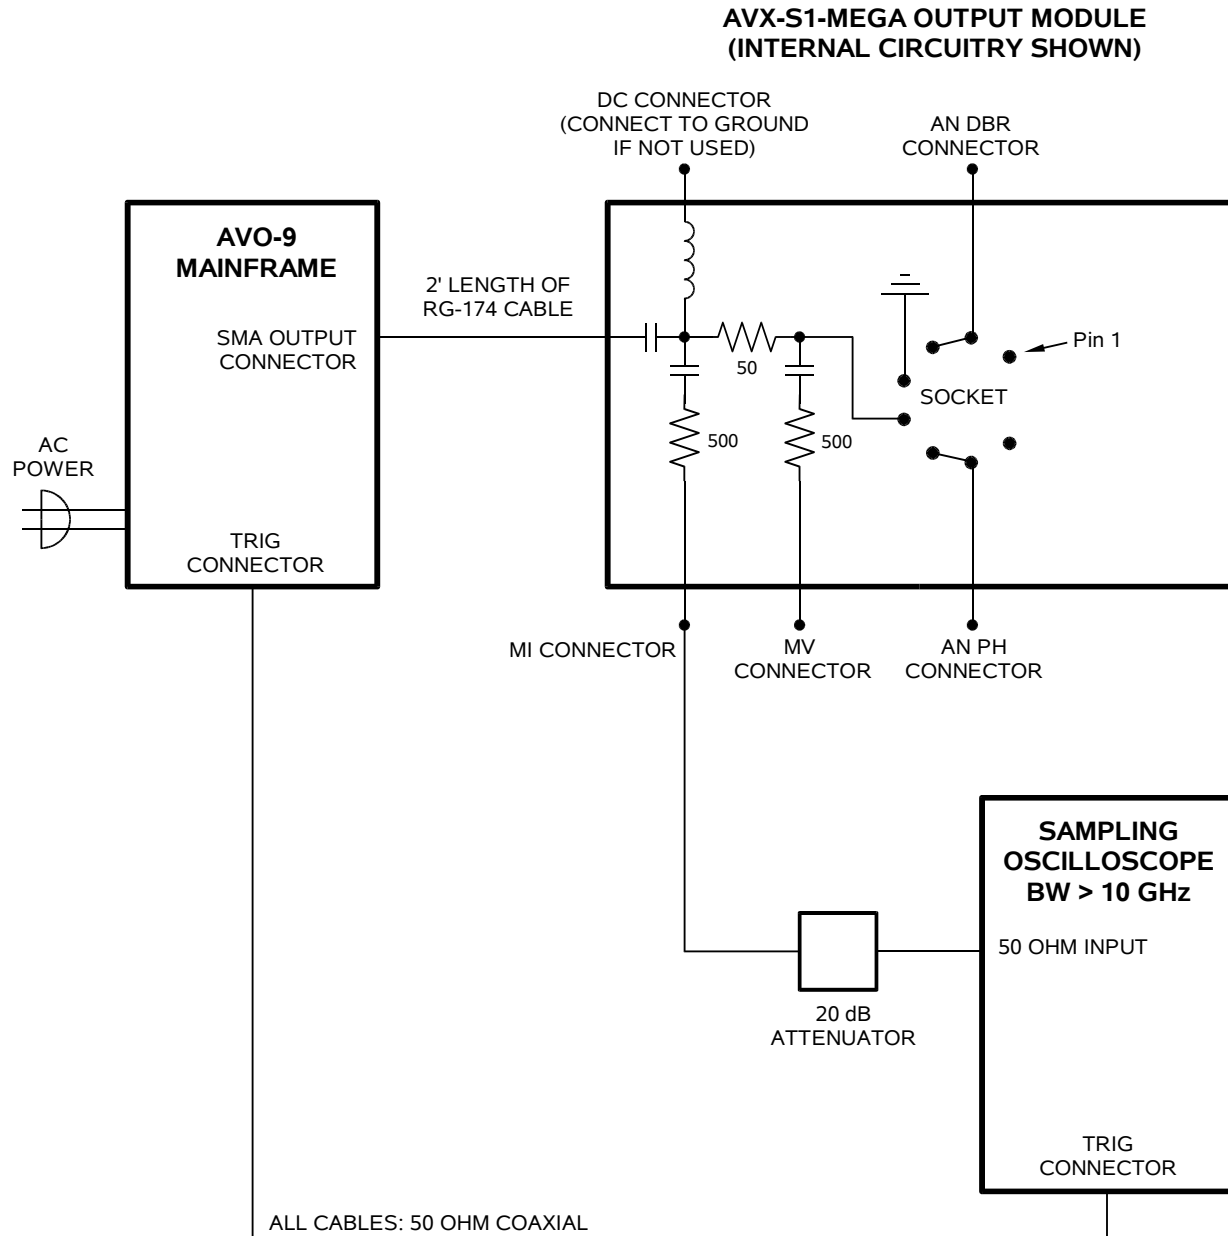 AVX-S1-MEGA OUTPUT MODULE
(INTERNAL CIRCUITRY SHOWN)
DC CONNECTOR
(CONNECT TO GROUND
IF NOT USED)
AN DBR
CONNECTOR
AVO-9
MAINFRAME
2' LENGTH OF
RG-174 CABLE
SMA OUTPUT
CONNECTOR
Pin 1
50
SOCKET
500
500
AC
POWER
TRIG
CONNECTOR
MI CONNECTOR
MV
CONNECTOR
AN PH
CONNECTOR
SAMPLING
OSCILLOSCOPE
BW > 10 GHz
50 OHM INPUT
20 dB
ATTENUATOR
TRIG
CONNECTOR
ALL CABLES: 50 OHM COAXIAL